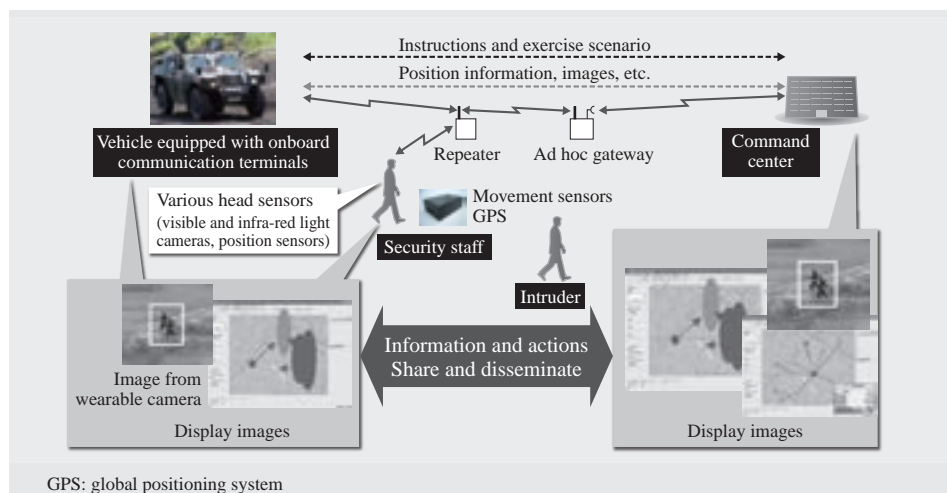 Instructions and exercise scenario
Position information, images, etc.
Vehicle equipped with onboard
communication terminals
Repeater
Ad hoc gateway
Command
center
Various head sensors
(visible and infra-red light
cameras, position sensors)
Movement sensors
GPS
Security staff
Intruder
Information and actions
Share and disseminate
Image from
wearable camera
Display images
Display images
GPS: global positioning system